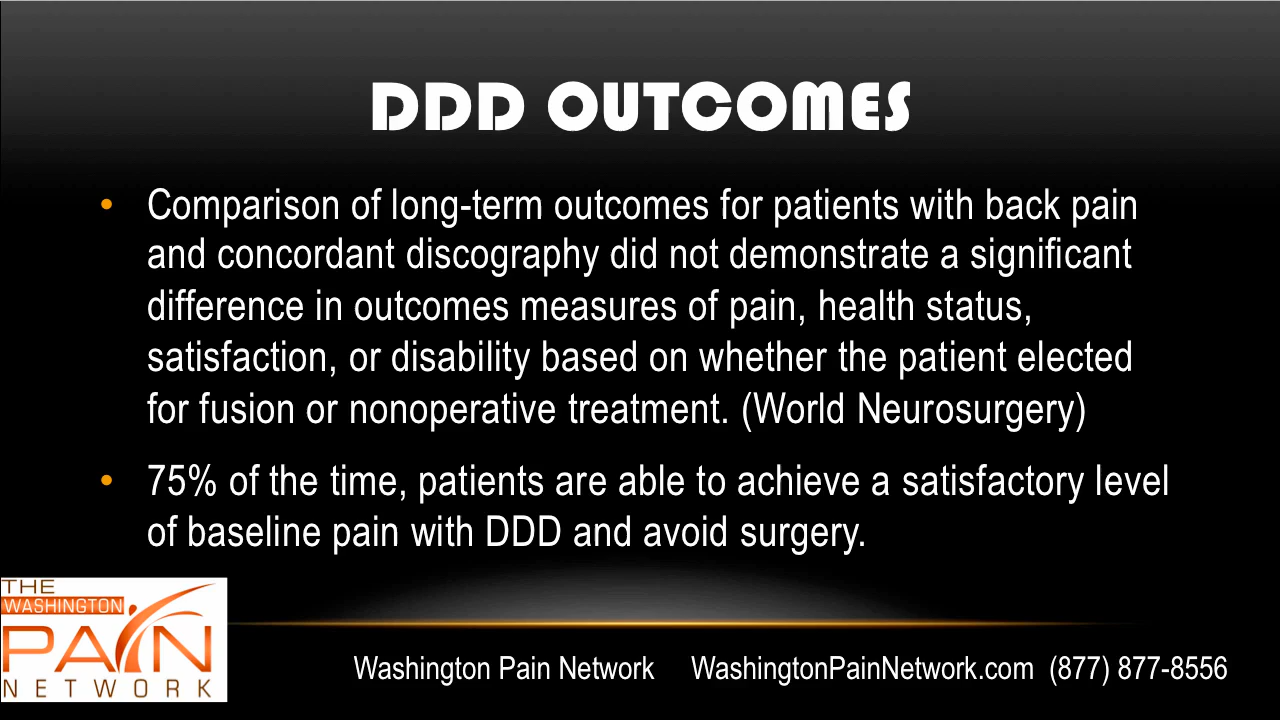 DDD OUTCOMES
• Comparison of long-term outcomes for patients with back pain
and concordant discography did not demonstrate a significant
difference in outcomes measures of pain, health status,
satisfaction, or disability based on whether the patient elected
for fusion or nonoperative treatment. (World Neurosurgery)
• 75% of the time, patients are able to achieve a satisfactory level
of baseline pain with DDD and avoid surgery.
THE
WASHINGTON
PAIN
NETWORK
Washington Pain Network WashingtonPainNetwork.com (877) 877-8556